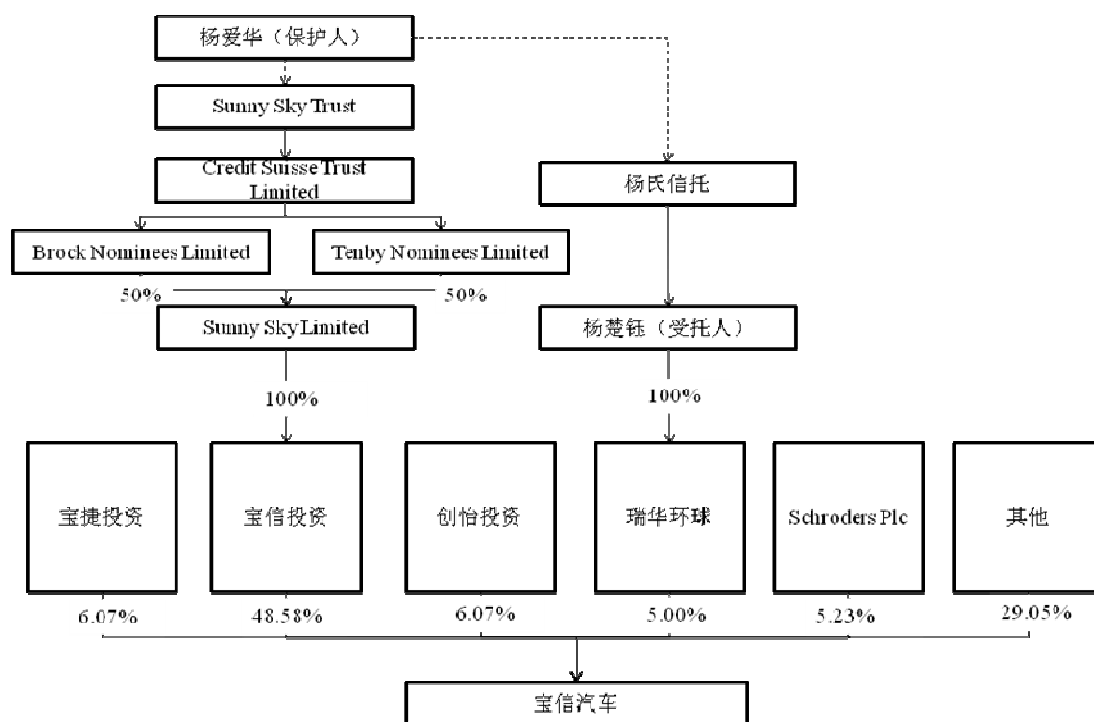 杨爱华（保护人）
Sunny Sky Trust
Credit Suisse Trust
Limited
杨氏信托
Brock Nominees Limited
Tenby Nominees Limited
50%
50%
Sunny Sky Limited
杨楚钰（受托人）
100%
100%
宝捷投资
宝信投资
创怡投资
瑞华环球
Schroders Plc
其他
6.07%
48.58%
6.07%
5.00%
5.23%
29.05%
宝信汽车